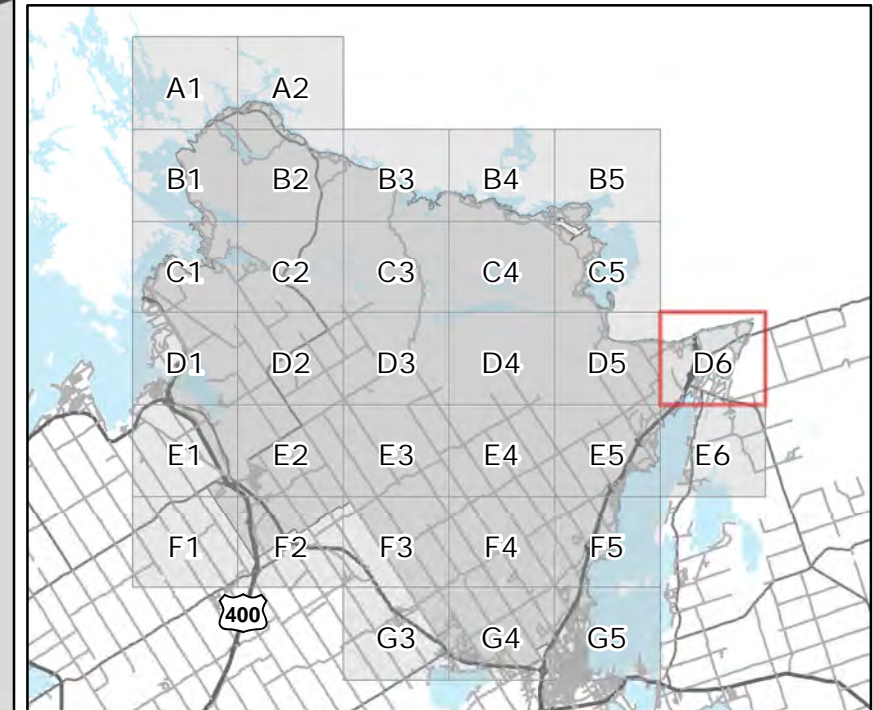 A1 A2
B1 B2 B3 B4 B5
C1 C2 C3 C4 C5
D1 D2 D3 D4 D5 D6
E1 E2 E3 E4 E5 E6
F1 F2 F3 F4 F5
400
G3 G4 G5